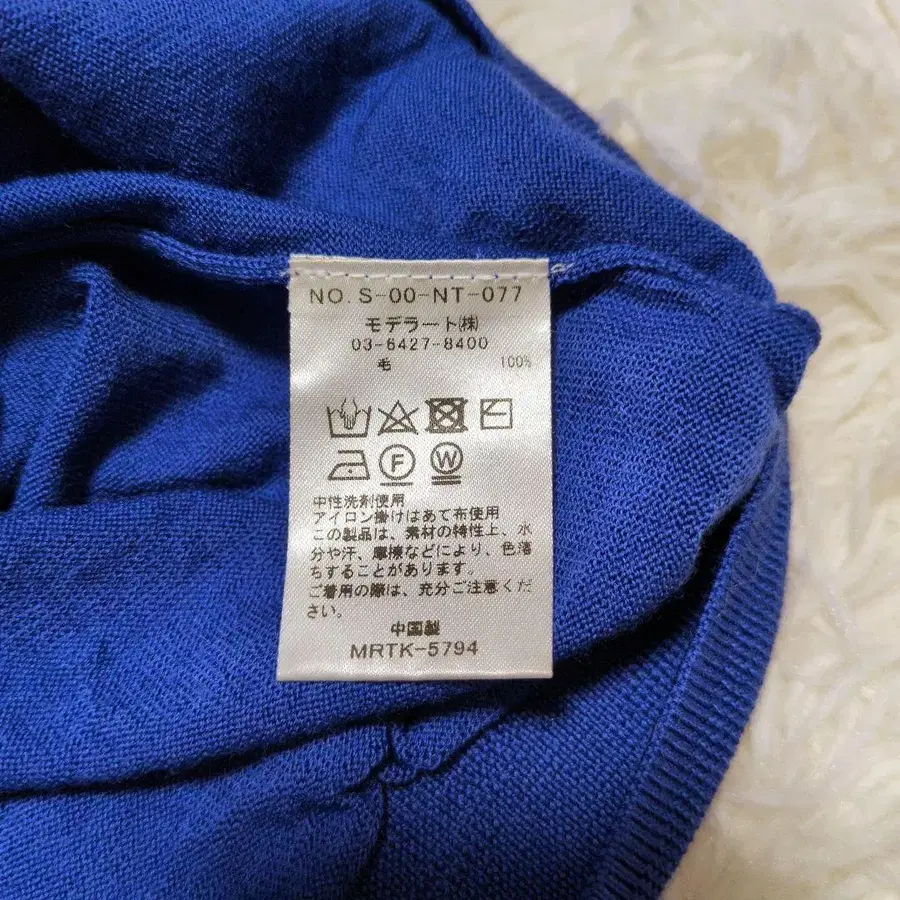 NO. S-00-NT-077
モデラート㈱
03-6427-8400
毛 100%
F W
中性洗剤使用
アイロン掛けはあて布使用
この製品は、素材の特性上、水
分や汗、摩擦などにより、色落
ちすることがあります。
ご着用の際は、充分ご注意くだ
さい。
中国製
MRTK-5794